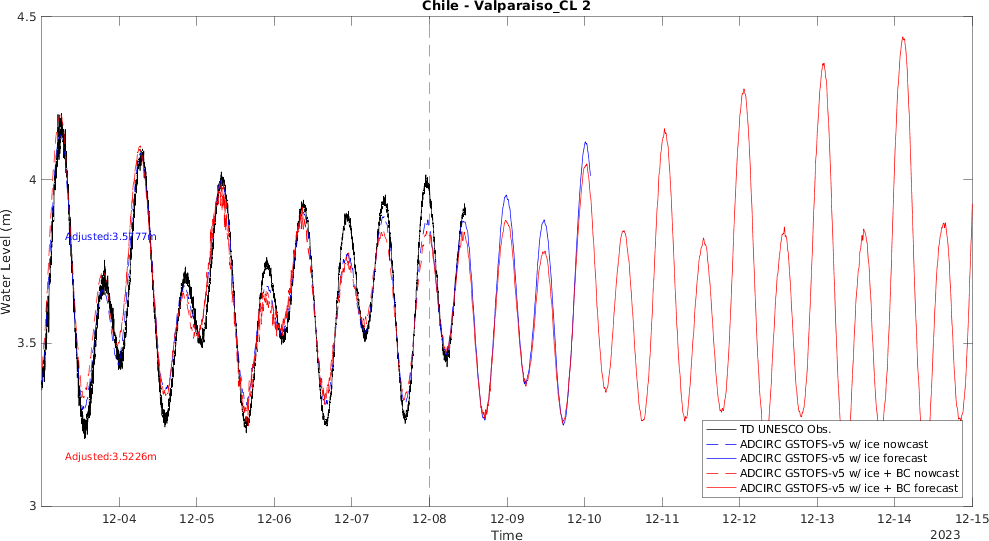 Chile - Valparaiso_CL 2
4.5
4
3.5
3
Water Level (m)
Adjusted:3.5777m
Adjusted:3.5226m
TD UNESCO Obs.
ADCIRC GSTOFS-v5 w/ ice nowcast
ADCIRC GSTOFS-v5 w/ ice forecast
ADCIRC GSTOFS-v5 w/ ice + BC nowcast
ADCIRC GSTOFS-v5 w/ ice + BC forecast
12-04 12-05 12-06 12-07 12-08 12-09 12-10 12-11 12-12 12-13 12-14 12-15
Time
2023